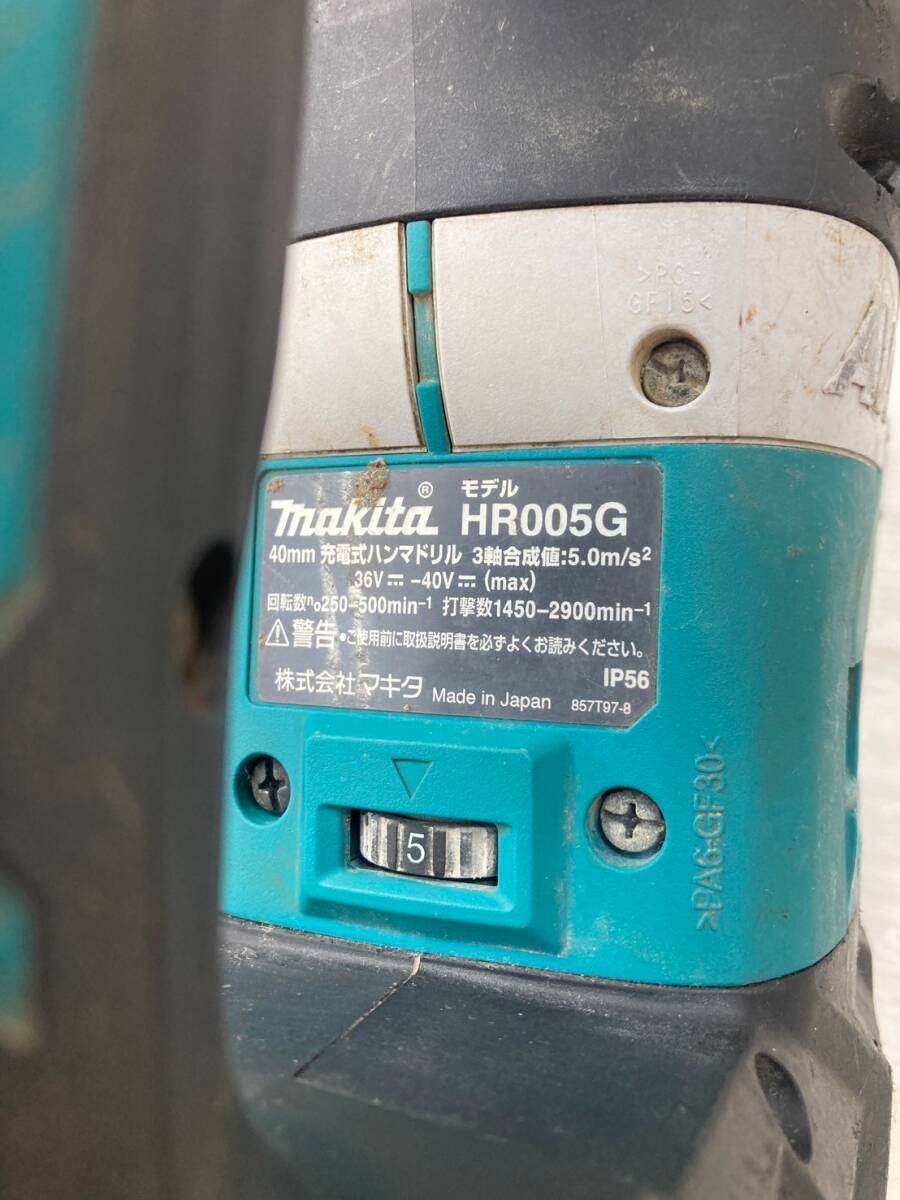 >PC-
GF15<
makita® モデル HR005G
40mm 充電式ハンマドリル 3軸合成値:5.0m/s²
36V⎓ -40V⎓ (max)
回転数n₀250-500min⁻¹ 打撃数1450-2900min⁻¹
⚠警告・ご使用前に取扱説明書を必ずよくお読みください。
IP56
株式会社マキタ Made in Japan 857T97-8
5
>PA6-GF30<